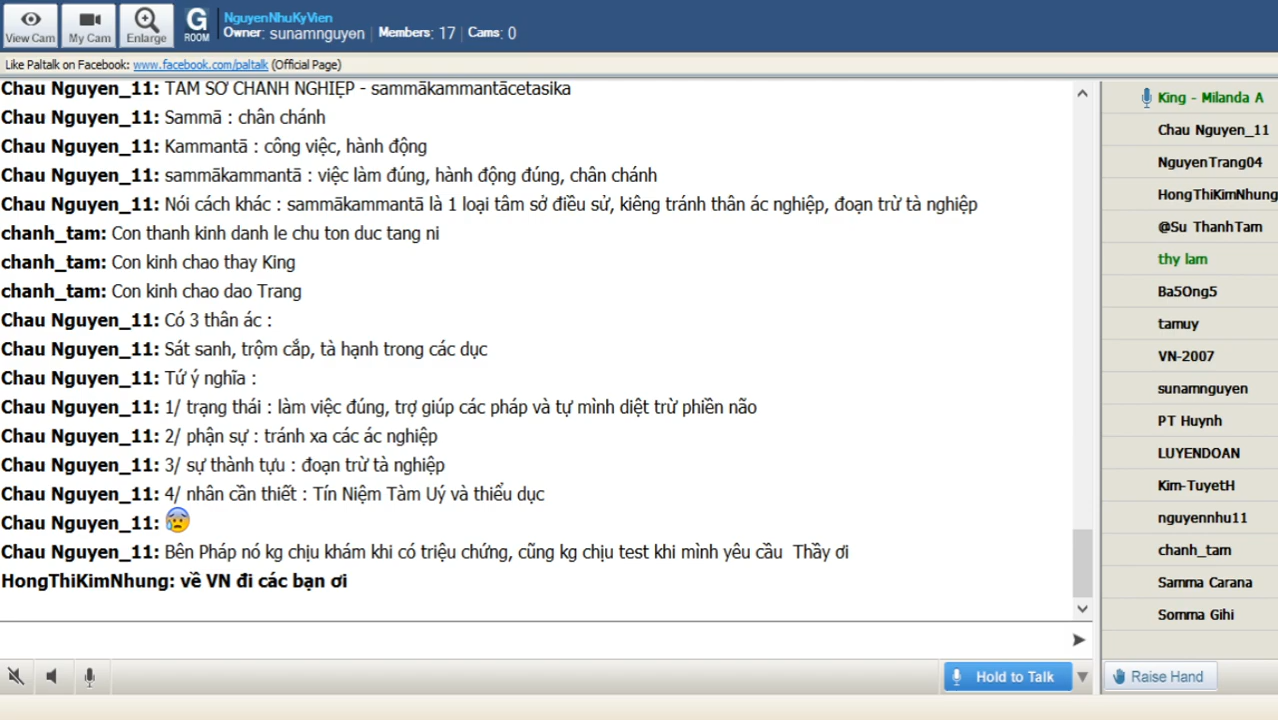 View Cam
My Cam
Enlarge
G
ROOM
NguyenNhuKyVien
Owner: sunamnguyen | Members: 17 | Cams: 0
Like Paltalk on Facebook: www.facebook.com/paltalk (Official Page)
Chau Nguyen_11: TÂM SỞ CHÁNH NGHIỆP - sammākammantācetasika
Chau Nguyen_11: Sammā : chân chánh
Chau Nguyen_11: Kammantā : công việc, hành động
Chau Nguyen_11: sammākammantā : việc làm đúng, hành động đúng, chân chánh
Chau Nguyen_11: Nói cách khác : sammākammantā là 1 loại tâm sở điều sử, kiêng tránh thân ác nghiệp, đoạn trừ tà nghiệp
chanh_tam: Con thanh kinh danh le chu ton duc tang ni
chanh_tam: Con kinh chao thay King
chanh_tam: Con kinh chao dao Trang
Chau Nguyen_11: Có 3 thân ác :
Chau Nguyen_11: Sát sanh, trộm cắp, tà hạnh trong các dục
Chau Nguyen_11: Tứ ý nghĩa :
Chau Nguyen_11: 1/ trạng thái : làm việc đúng, trợ giúp các pháp và tự mình diệt trừ phiền não
Chau Nguyen_11: 2/ phận sự : tránh xa các ác nghiệp
Chau Nguyen_11: 3/ sự thành tựu : đoạn trừ tà nghiệp
Chau Nguyen_11: 4/ nhân cần thiết : Tín Niệm Tàm Uý và thiểu dục
Chau Nguyen_11:
Chau Nguyen_11: Bên Pháp nó kg chịu khám khi có triệu chứng, cũng kg chịu test khi mình yêu cầu Thầy ơi
HongThiKimNhung: về VN đi các bạn ơi
King - Milanda A
Chau Nguyen_11
NguyenTrang04
HongThiKimNhung
@Su ThanhTam
thy lam
Ba5Ong5
tamuy
VN-2007
sunamnguyen
PT Huynh
LUYENDOAN
Kim-TuyetH
nguyennhu11
chanh_tam
Samma Carana
Somma Gihi
Hold to Talk
Raise Hand